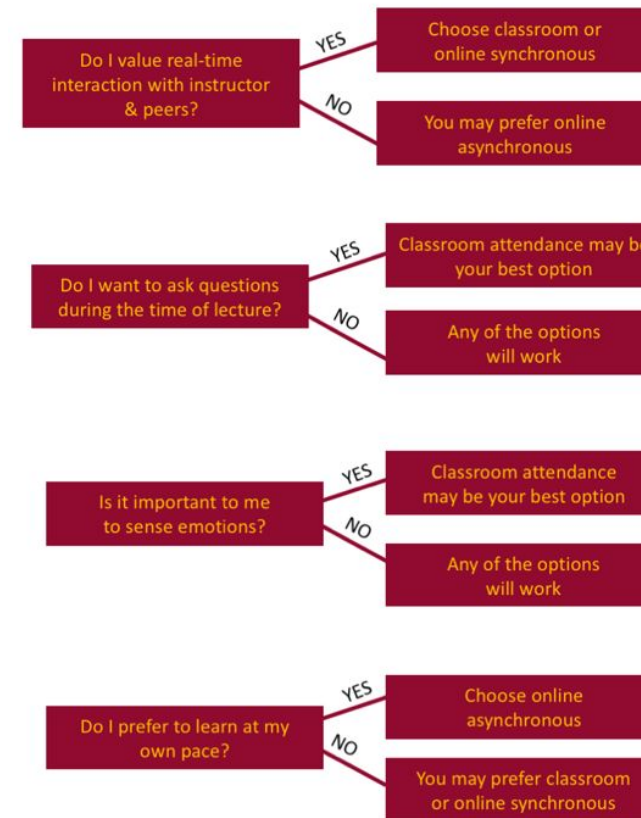 Do I value real-time
interaction with instructor
& peers?
YES
Choose classroom or
online synchronous
NO
You may prefer online
asynchronous
Do I want to ask questions
during the time of lecture?
YES
Classroom attendance may be
your best option
NO
Any of the options
will work
Is it important to me
to sense emotions?
YES
Classroom attendance
may be your best option
NO
Any of the options
will work
Do I prefer to learn at my
own pace?
YES
Choose online
asynchronous
NO
You may prefer classroom
or online synchronous